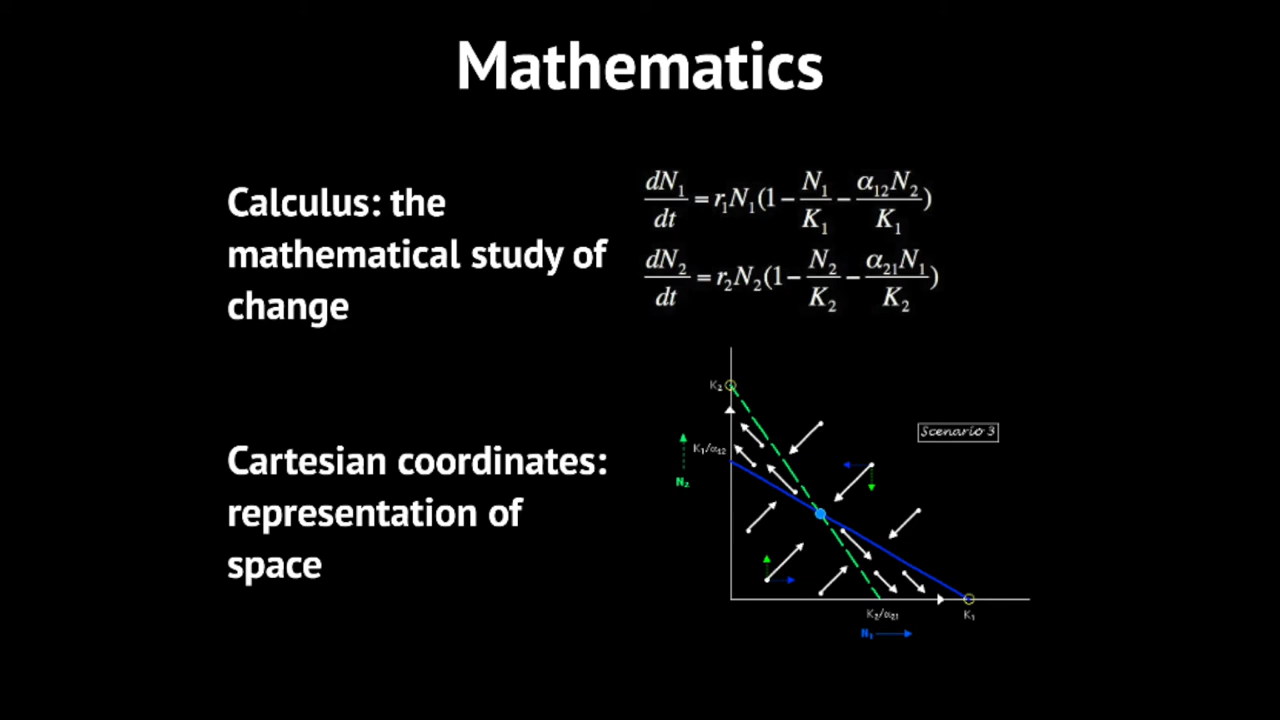 Mathematics
Calculus: the
mathematical study of
change
dN₁/dt = r₁N₁(1 − N₁/K₁ − α₁₂N₂/K₁)
dN₂/dt = r₂N₂(1 − N₂/K₂ − α₂₁N₁/K₂)
Cartesian coordinates:
representation of
space
K₂
Scenario 3
K₁/α₁₂
N₂
K₂/α₂₁
K₁
N₁